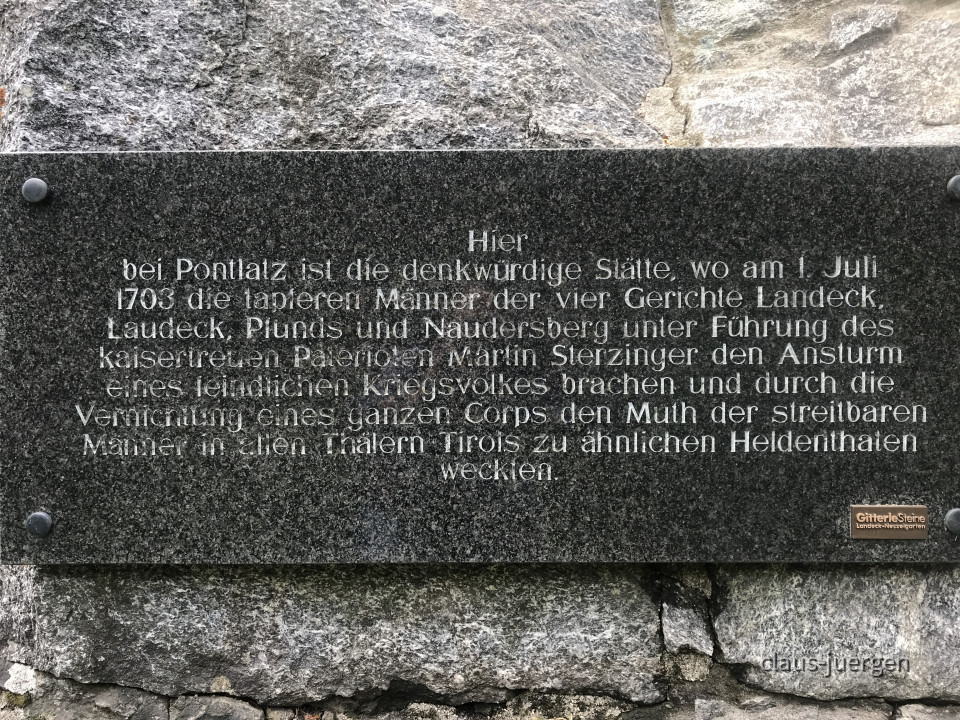 Hier
bei Pontlatz ist die denkwürdige Stätte, wo am 1. Juli
1703 die tapferen Männer der vier Gerichte Landeck,
Laudeck, Pfunds und Naudersberg unter Führung des
kaisertreuen Paterioten Martin Sterzinger den Ansturm
eines feindlichen Kriegsvolkes brachen und durch die
Vernichtung eines ganzen Corps den Muth der streitbaren
Männer in allen Thälern Tirols zu ähnlichen Heldenthaten
weckten.
GitterleSteine
Landeck-Nesselgarten
claus-juergen